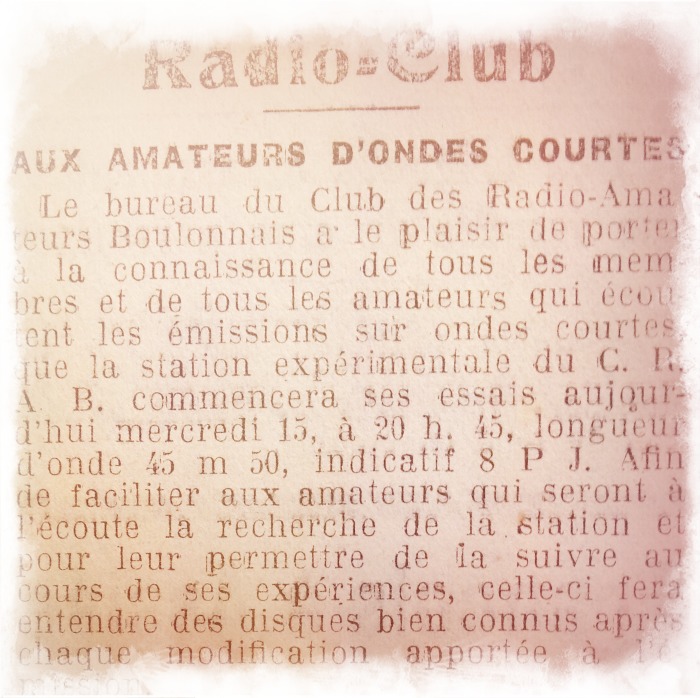 Radio-Club
AUX AMATEURS D'ONDES COURTES
Le bureau du Club des Radio-Ama
teurs Boulonnais a le plaisir de porter
à la connaissance de tous les mem
bres et de tous les amateurs qui écou
tent les émissions sur ondes courtes,
que la station expérimentale du C. R.
A. B. commencera ses essais aujour-
d'hui mercredi 15, à 20 h. 45, longueur
d'onde 45 m 50, indicatif 8 P J. Afin
de faciliter aux amateurs qui seront à
l'écoute la recherche de la station et
pour leur permettre de la suivre au
cours de ses expériences, celle-ci fera
entendre des disques bien connus après
chaque modification apportée à l'é
mission